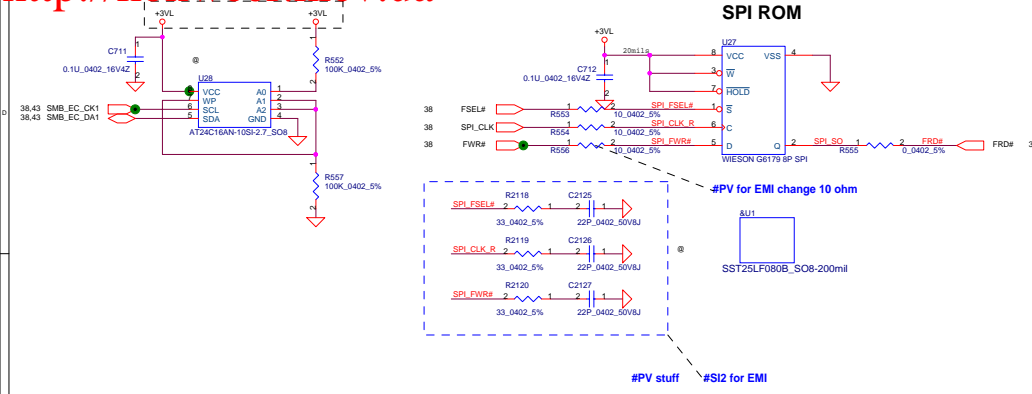 SPI ROM
+3VL
+3VL
C711
0.1U_0402_16V4Z
@
R552
100K_0402_5%
U28
VCC
WP
SCL
SDA
A0
A1
A2
GND
AT24C16AN-10SI-2.7_SO8
38,43 SMB_EC_CK1
38,43 SMB_EC_DA1
R557
100K_0402_5%
20mils
C712
0.1U_0402_16V4Z
U27
VCC
W
HOLD
S
C
D
VSS
Q
WIESON G6179 8P SPI
38 FSEL#
R553
10_0402_5%
SPI_FSEL#
38 SPI_CLK
R554
10_0402_5%
SPI_CLK_R
38 FWR#
R556
10_0402_5%
SPI_FWR#
SPI_SO
R555
0_0402_5%
FRD#
FRD#
#PV for EMI change 10 ohm
SPI_FSEL#
R2118
33_0402_5%
C2125
22P_0402_50V8J
SPI_CLK_R
R2119
33_0402_5%
C2126
22P_0402_50V8J
SPI_FWR#
R2120
33_0402_5%
C2127
22P_0402_50V8J
@
&U1
SST25LF080B_SO8-200mil
#PV stuff
#SI2 for EMI
D